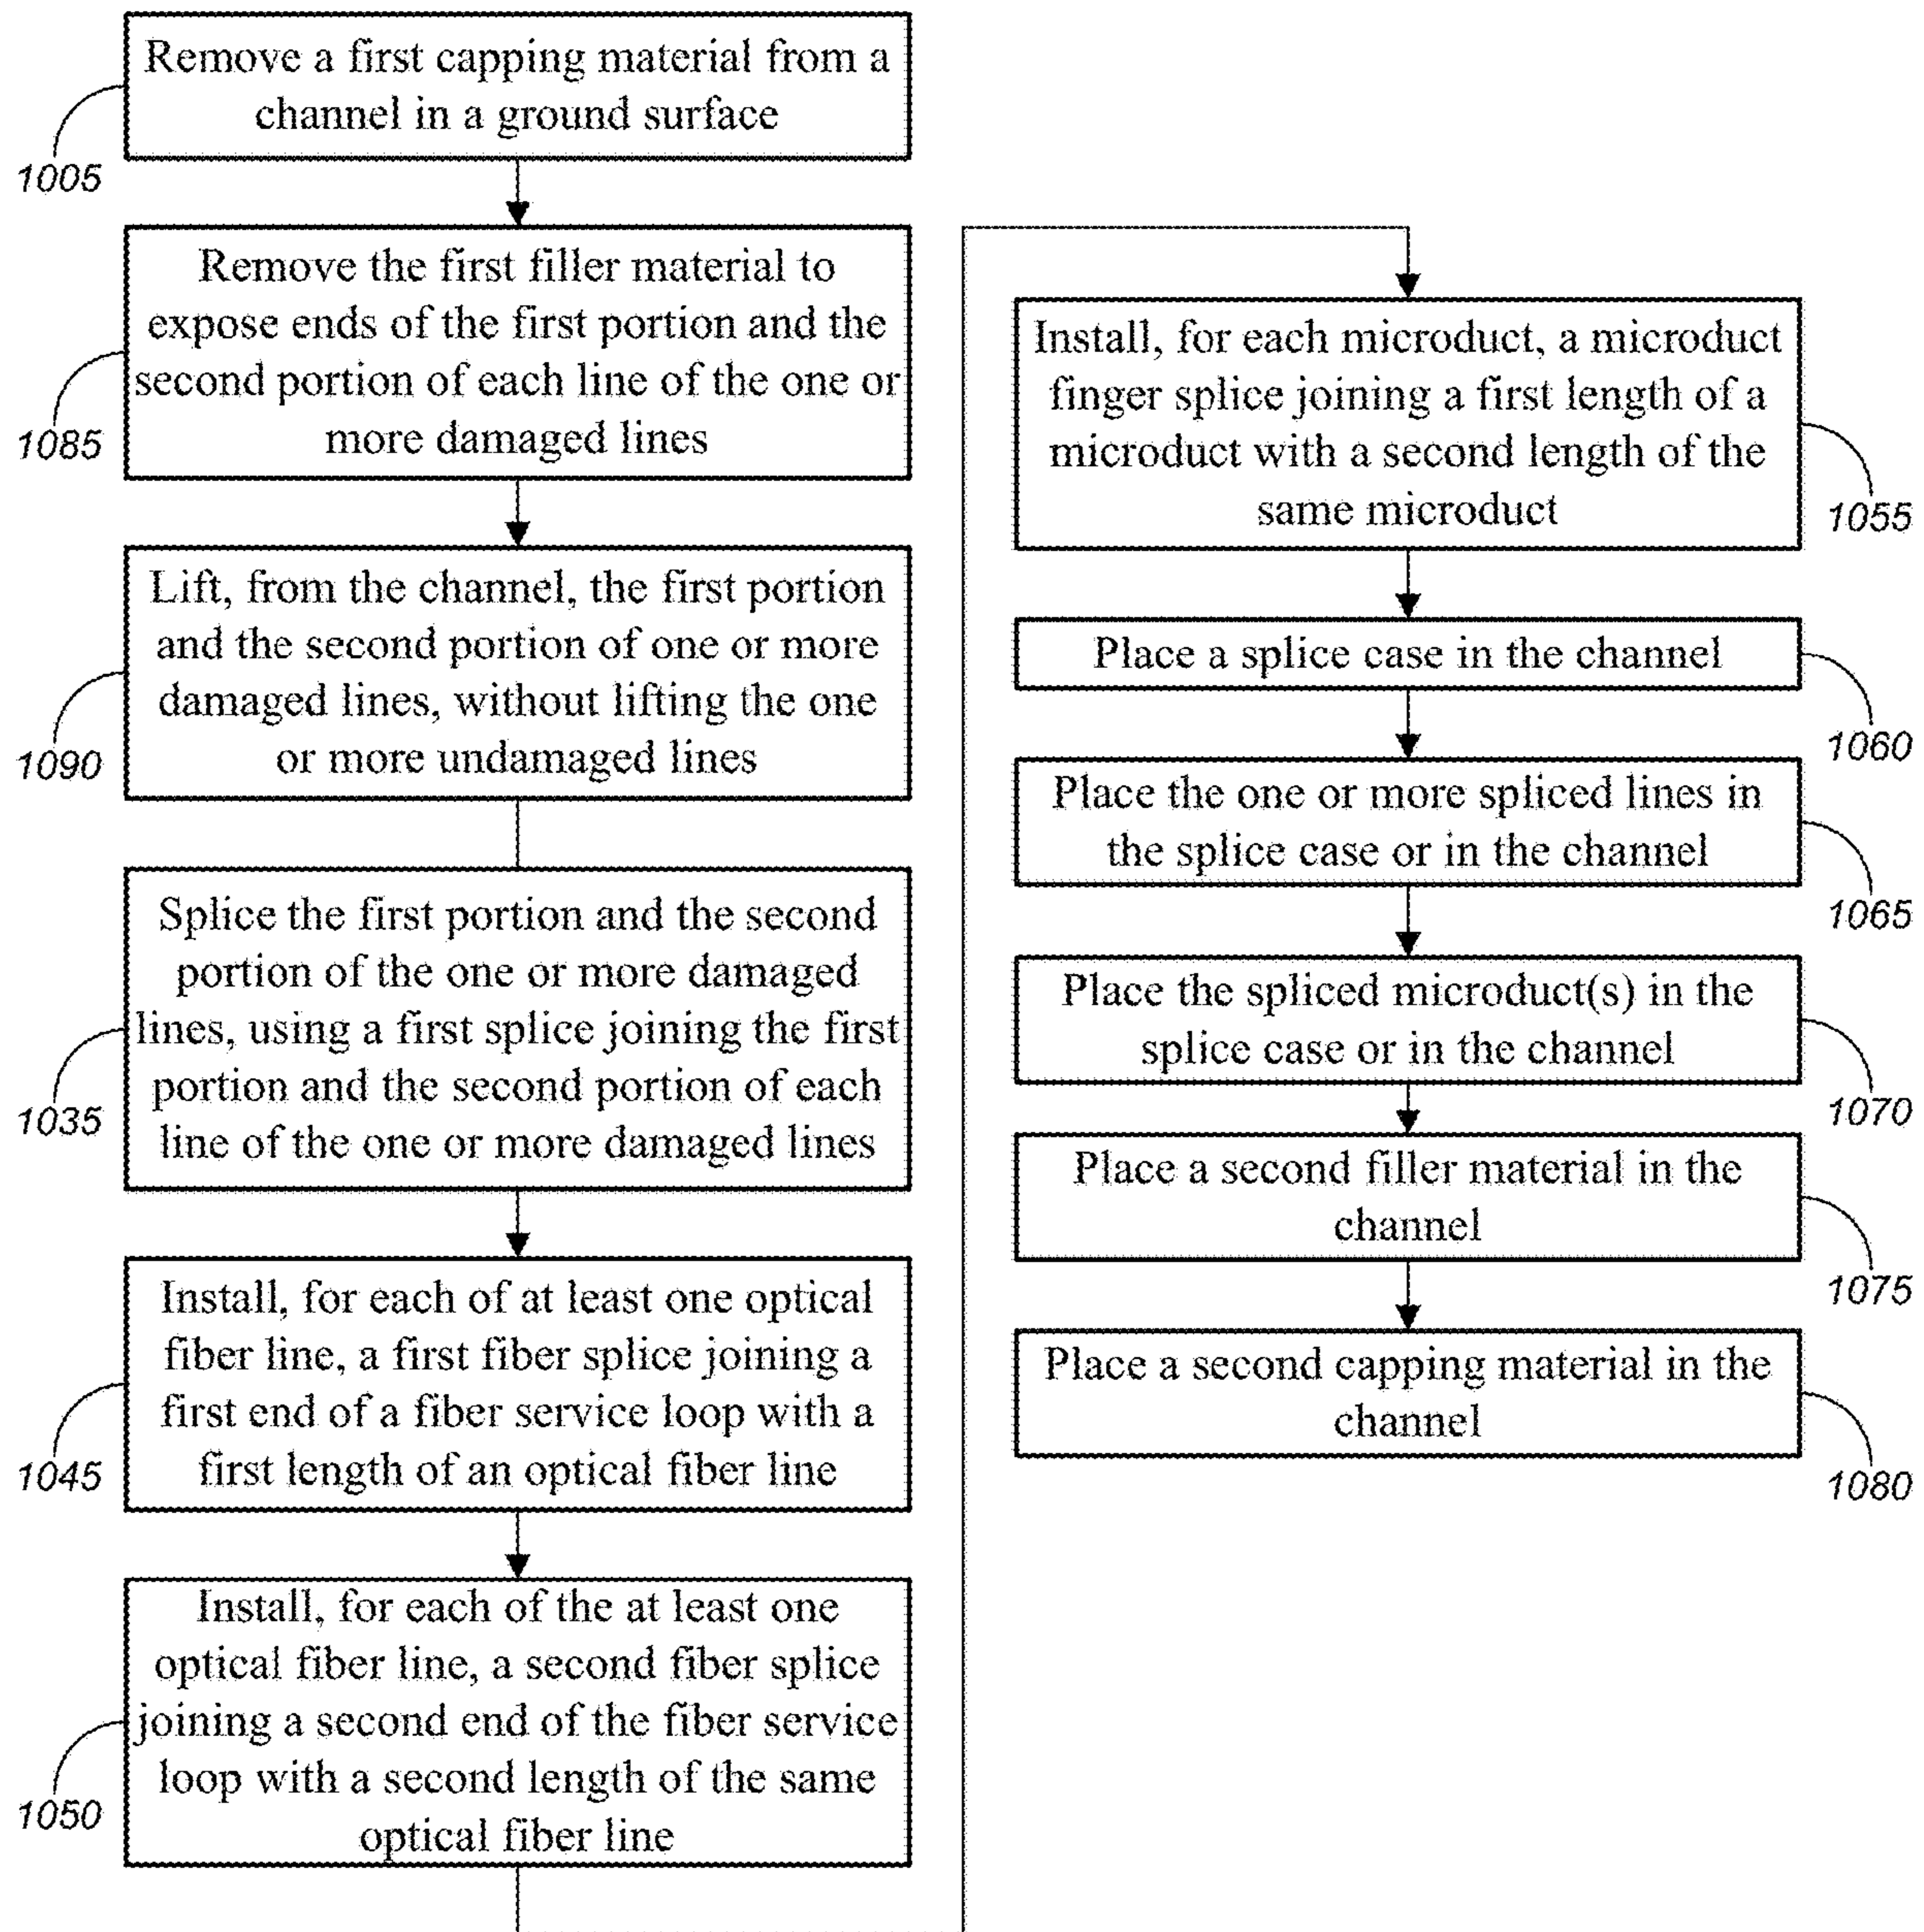 Remove a first capping material from a
channel in a ground surface
1005
Remove the first filler material to
expose ends of the first portion and the
second portion of each line of the one or
more damaged lines
1085
Lift, from the channel, the first portion
and the second portion of one or more
damaged lines, without lifting the one
or more undamaged lines
1090
Splice the first portion and the second
portion of the one or more damaged
lines, using a first splice joining the first
portion and the second portion of each
line of the one or more damaged lines
1035
Install, for each of at least one optical
fiber line, a first fiber splice joining a
first end of a fiber service loop with a
first length of an optical fiber line
1045
Install, for each of the at least one
optical fiber line, a second fiber splice
joining a second end of the fiber service
loop with a second length of the same
optical fiber line
1050
Install, for each microduct, a microduct
finger splice joining a first length of a
microduct with a second length of the
same microduct
1055
Place a splice case in the channel
1060
Place the one or more spliced lines in
the splice case or in the channel
1065
Place the spliced microduct(s) in the
splice case or in the channel
1070
Place a second filler material in the
channel
1075
Place a second capping material in the
channel
1080